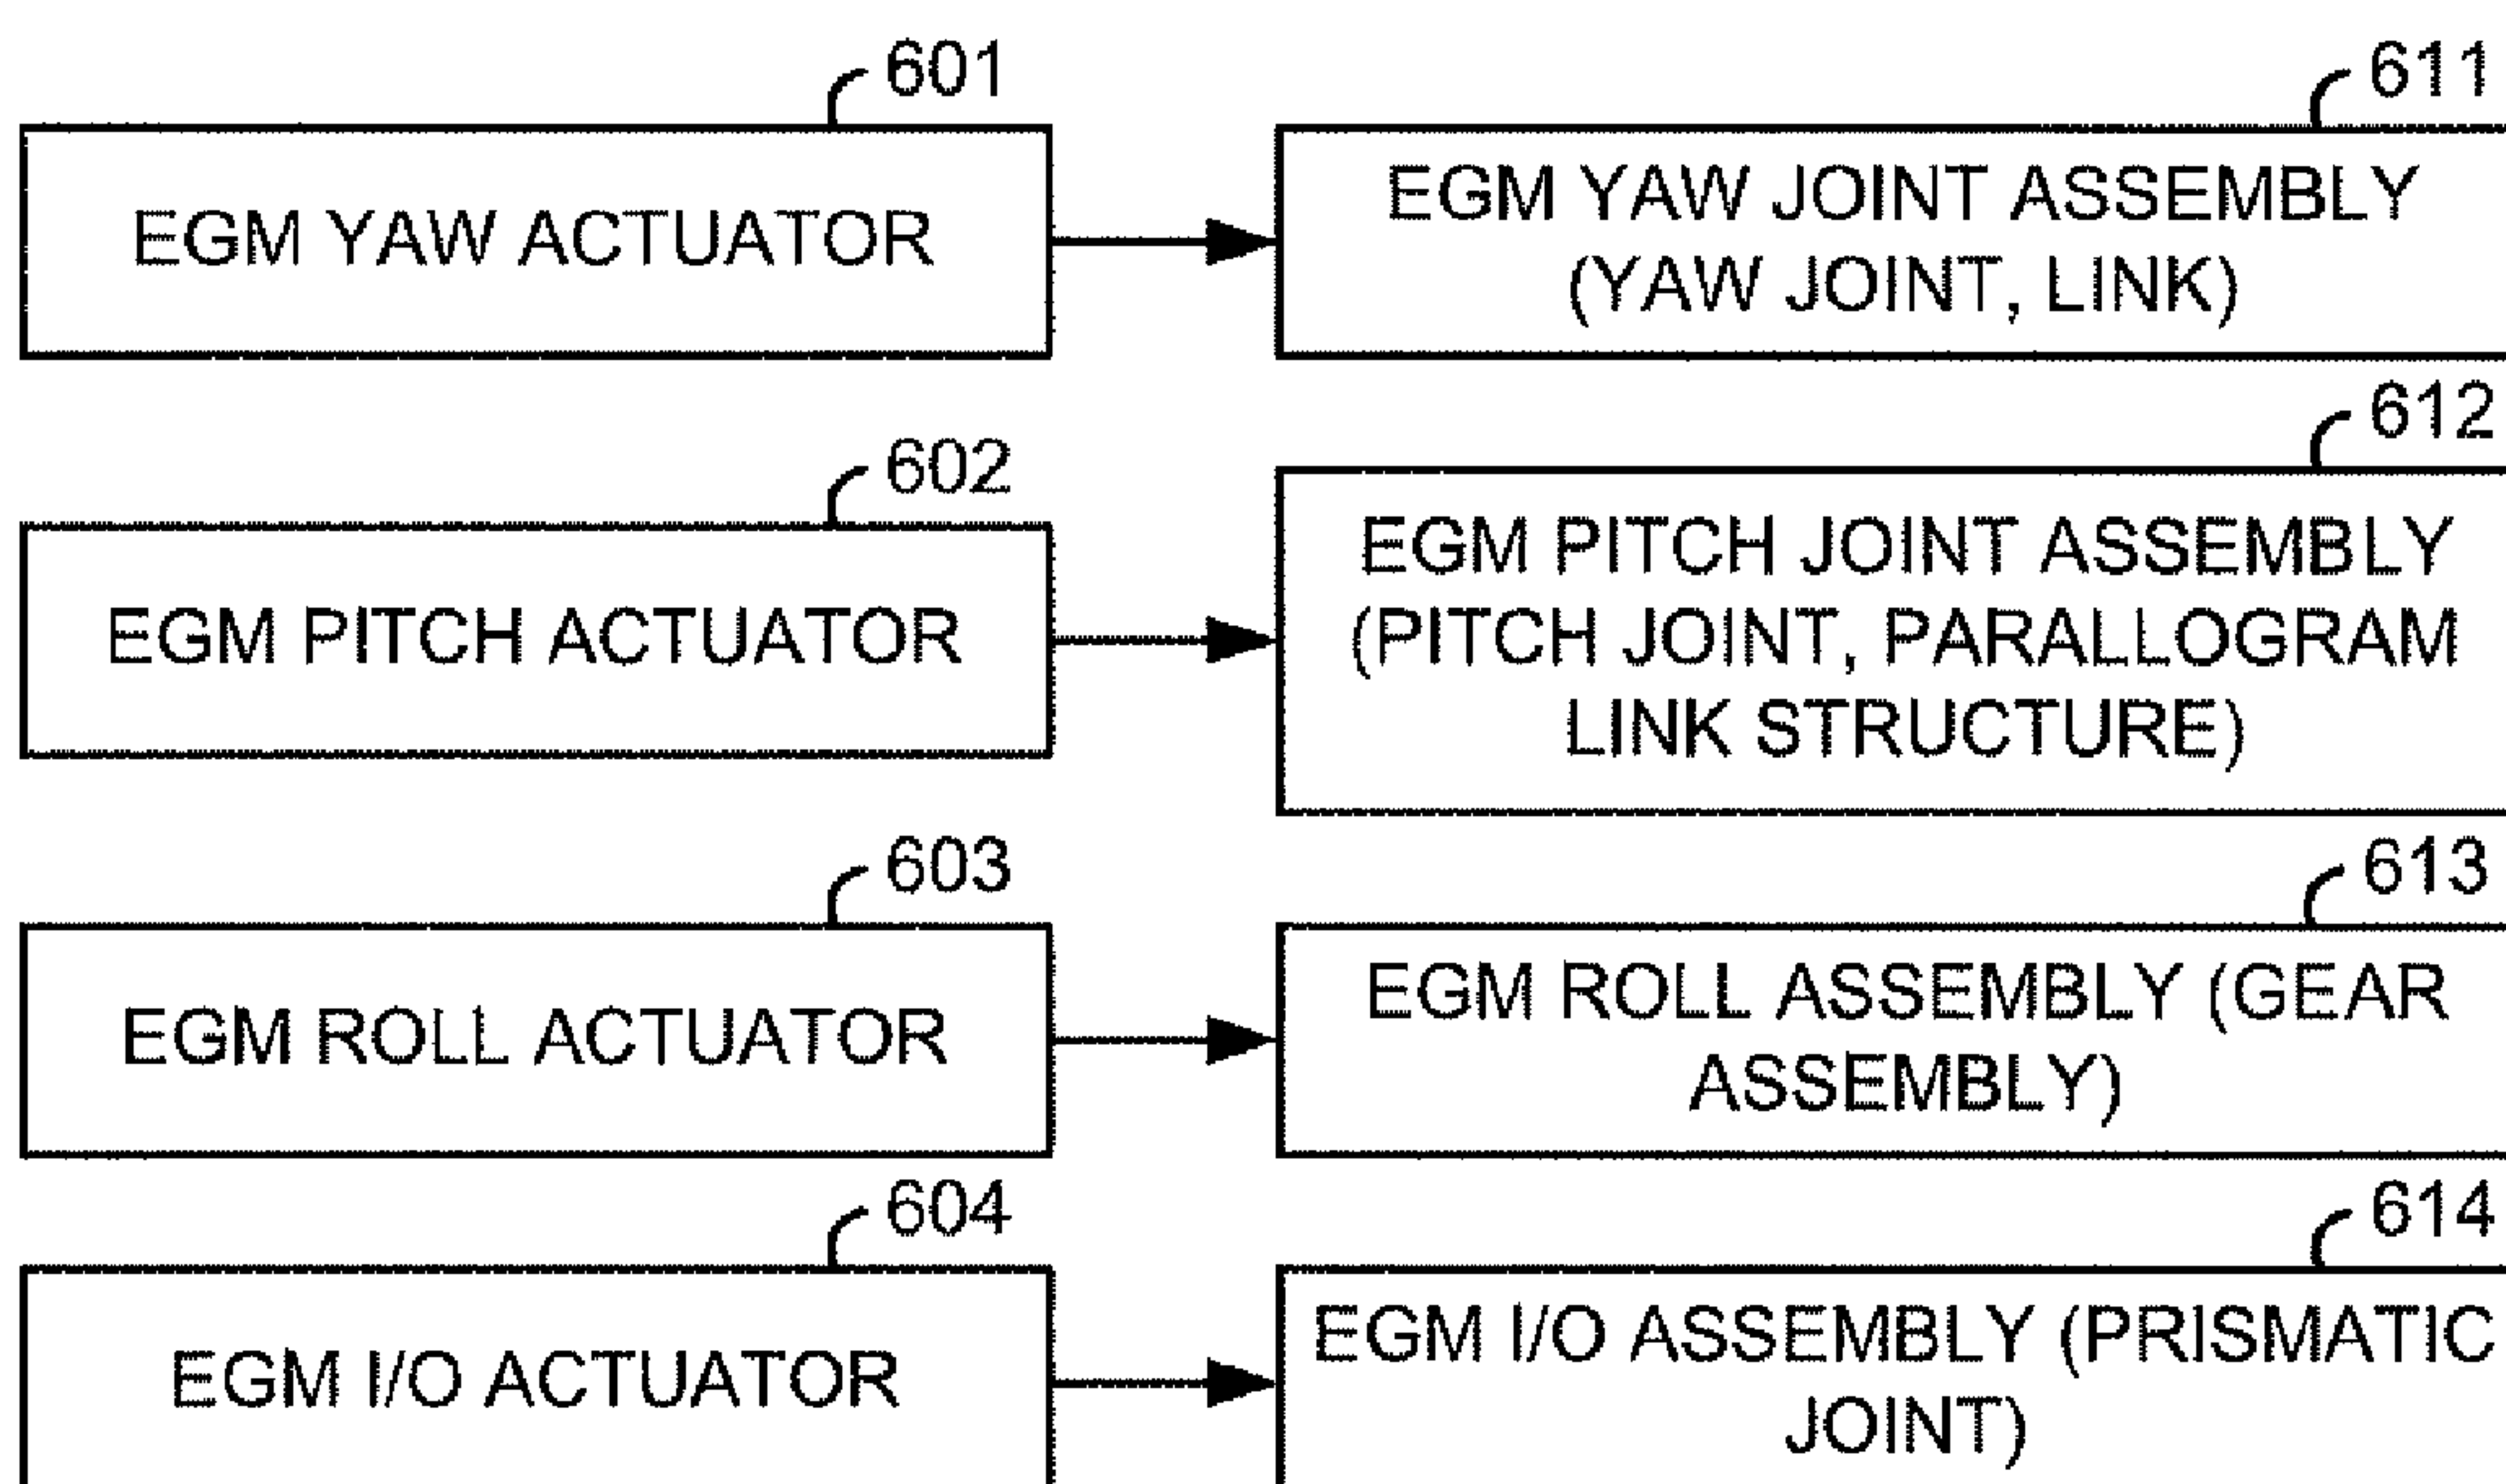 601
611
EGM YAW ACTUATOR
EGM YAW JOINT ASSEMBLY
(YAW JOINT, LINK)
602
612
EGM PITCH ACTUATOR
EGM PITCH JOINT ASSEMBLY
(PITCH JOINT, PARALLOGRAM
LINK STRUCTURE)
603
613
EGM ROLL ACTUATOR
EGM ROLL ASSEMBLY (GEAR
ASSEMBLY)
604
614
EGM I/O ACTUATOR
EGM I/O ASSEMBLY (PRISMATIC
JOINT)